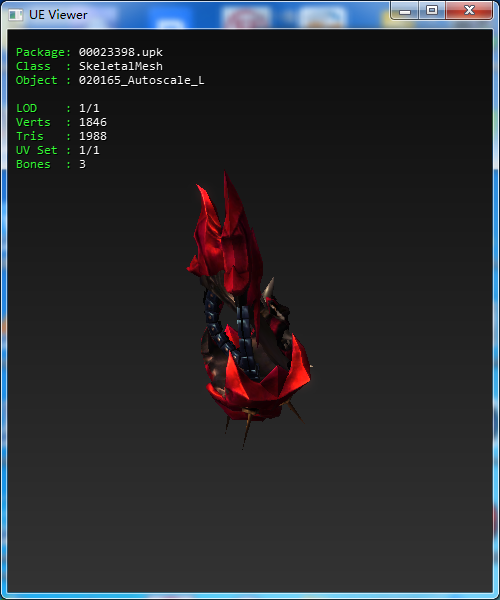 UE Viewer
Package: 00023398.upk
Class : SkeletalMesh
Object : 020165_Autoscale_L
LOD : 1/1
Verts : 1846
Tris : 1988
UV Set : 1/1
Bones : 3